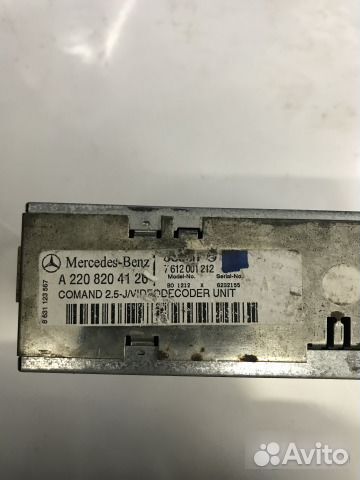 Mercedes-Benz
A 220 820 41 26
COMAND 2.5-J/VIDEODECODER UNIT
7 612 001 212
Model-No. Serial-No.
BO 1212 X 6232155
8 631 123 567
Avito